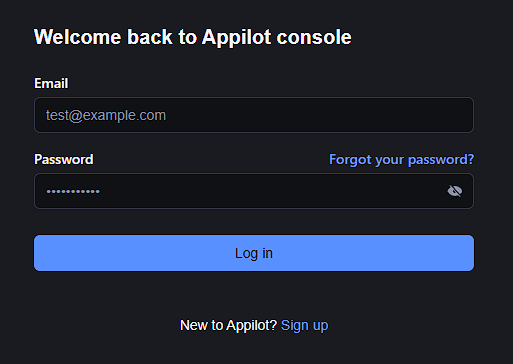 Welcome back to Appilot console
Email
test@example.com
Password Forgot your password?
•••••••••••
Log in
New to Appilot? Sign up